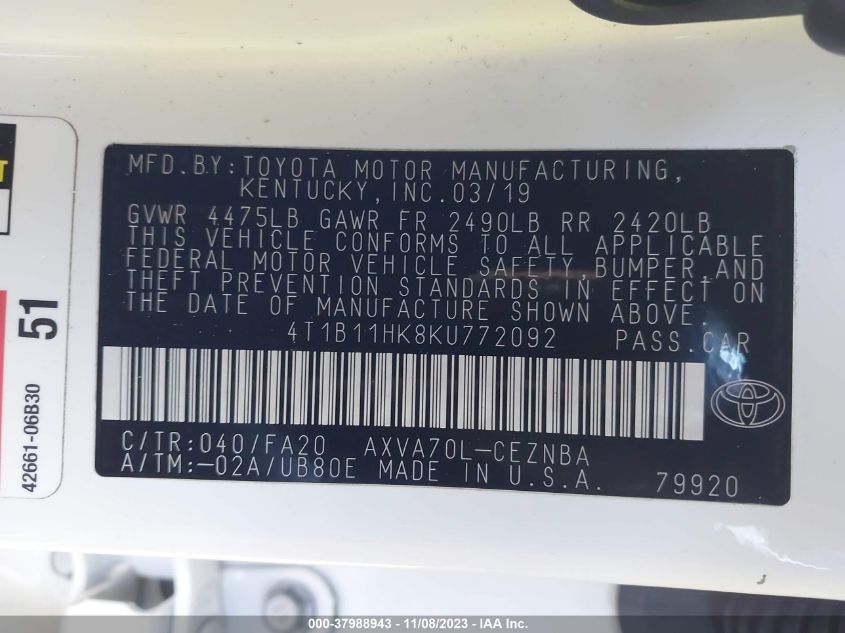 MFD.BY:TOYOTA MOTOR MANUFACTURING,
KENTUCKY,INC.03/19
GVWR 4475LB GAWR FR 2490LB RR 2420LB
THIS VEHICLE CONFORMS TO ALL APPLICABLE
FEDERAL MOTOR VEHICLE SAFETY,BUMPER,AND
THEFT PREVENTION STANDARDS IN EFFECT ON
THE DATE OF MANUFACTURE SHOWN ABOVE.
4T1B11HK8KU772092 PASS.CAR
C/TR:040/FA20 AXVA70L-CEZNBA
A/TM:-02A/UB80E MADE IN U.S.A. 79920
T
51
42661-06B30
000-37988943 - 11/08/2023 - IAA Inc.